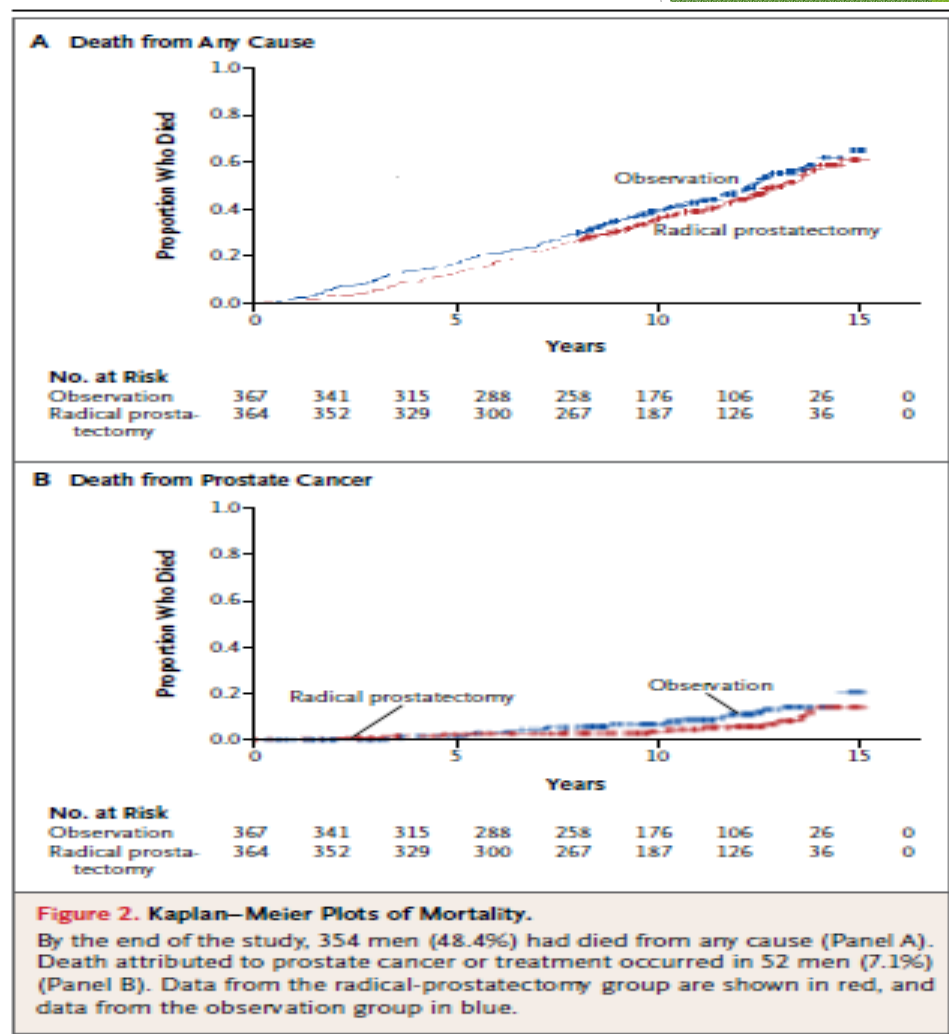 A Death from Any Cause
1.0
0.8
0.6
0.4
0.2
0.0
Proportion Who Died
Observation
Radical prostatectomy
0 5 10 15
Years
No. at Risk
Observation 367 341 315 288 258 176 106 26 0
Radical prosta- 364 352 329 300 267 187 126 36 0
tectomy
B Death from Prostate Cancer
1.0
0.8
0.6
0.4
0.2
0.0
Proportion Who Died
Radical prostatectomy
Observation
0 5 10 15
Years
No. at Risk
Observation 367 341 315 288 258 176 106 26 0
Radical prosta- 364 352 329 300 267 187 126 36 0
tectomy
Figure 2. Kaplan–Meier Plots of Mortality.
By the end of the study, 354 men (48.4%) had died from any cause (Panel A).
Death attributed to prostate cancer or treatment occurred in 52 men (7.1%)
(Panel B). Data from the radical-prostatectomy group are shown in red, and
data from the observation group in blue.